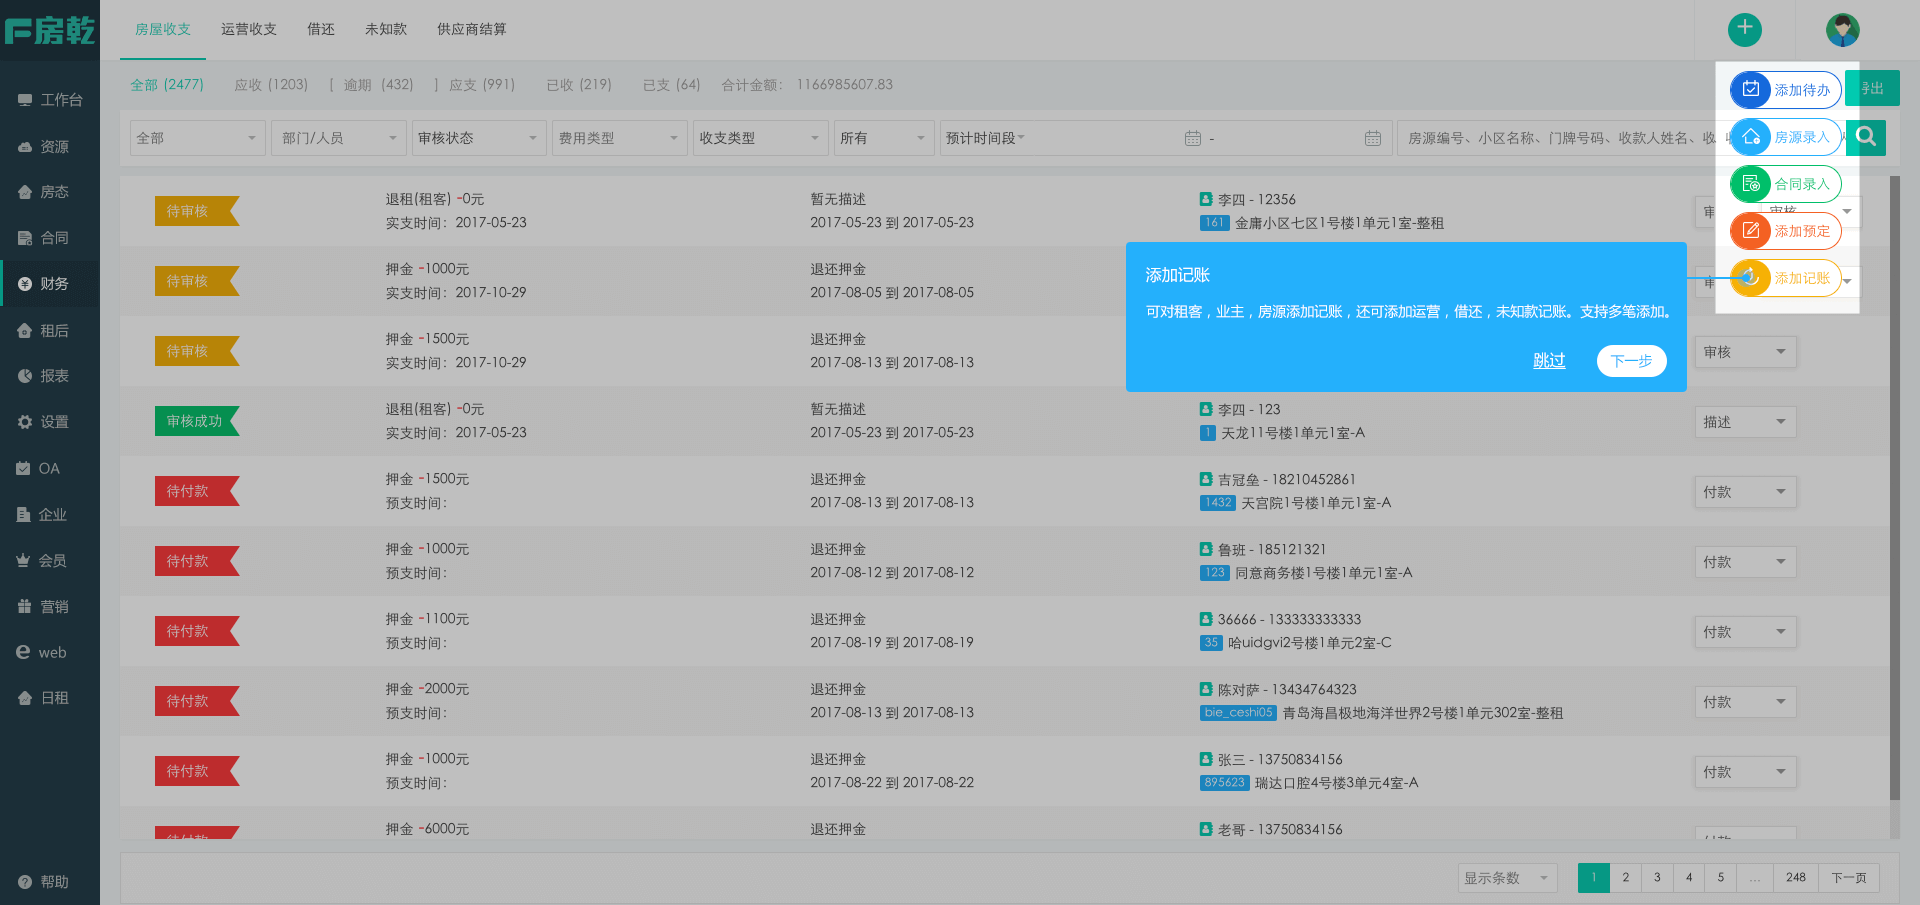 房乾
房屋收支 运营收支 借还 未知款 供应商结算
工作台
资源
房态
合同
财务
租后
报表
设置
OA
企业
会员
营销
web
日租
帮助
全部 (2477) 应收 (1203) [ 逾期 (432) ] 应支 (991) 已收 (219) 已支 (64) 合计金额： 1166985607.83
全部 部门/人员 审核状态 费用类型 收支类型 所有 预计时间段 - 房源编号、小区名称、门牌号码、收款人姓名、收
添加待办
房源录入
合同录入
添加预定
添加记账
添加记账
可对租客，业主，房源添加记账，还可添加运营，借还，未知款记账。支持多笔添加。
跳过 下一步
待审核 退租(租客) -0元 暂无描述 李四 - 12356
实支时间：2017-05-23 2017-05-23 到 2017-05-23 161 金庸小区七区1号楼1单元1室-整租
待审核 押金 -1000元 退还押金
实支时间：2017-10-29 2017-08-05 到 2017-08-05
待审核 押金 -1500元 退还押金 审核
实支时间：2017-10-29 2017-08-13 到 2017-08-13
审核成功 退租(租客) -0元 暂无描述 李四 - 123 描述
实支时间：2017-05-23 2017-05-23 到 2017-05-23 1 天龙11号楼1单元1室-A
待付款 押金 -1500元 退还押金 吉冠垒 - 18210452861 付款
预支时间： 2017-08-13 到 2017-08-13 1432 天宫院1号楼1单元1室-A
待付款 押金 -1000元 退还押金 鲁班 - 185121321 付款
预支时间： 2017-08-12 到 2017-08-12 123 同意商务楼1号楼1单元1室-A
待付款 押金 -1100元 退还押金 36666 - 133333333333 付款
预支时间： 2017-08-19 到 2017-08-19 35 哈uidgvi2号楼1单元2室-C
待付款 押金 -2000元 退还押金 陈对萨 - 13434764323 付款
预支时间： 2017-08-13 到 2017-08-13 bie_ceshi05 青岛海昌极地海洋世界2号楼1单元302室-整租
待付款 押金 -1000元 退还押金 张三 - 13750834156 付款
预支时间： 2017-08-22 到 2017-08-22 895623 瑞达口腔4号楼3单元4室-A
押金 -6000元 退还押金 老哥 - 13750834156
显示条数 1 2 3 4 5 ... 248 下一页